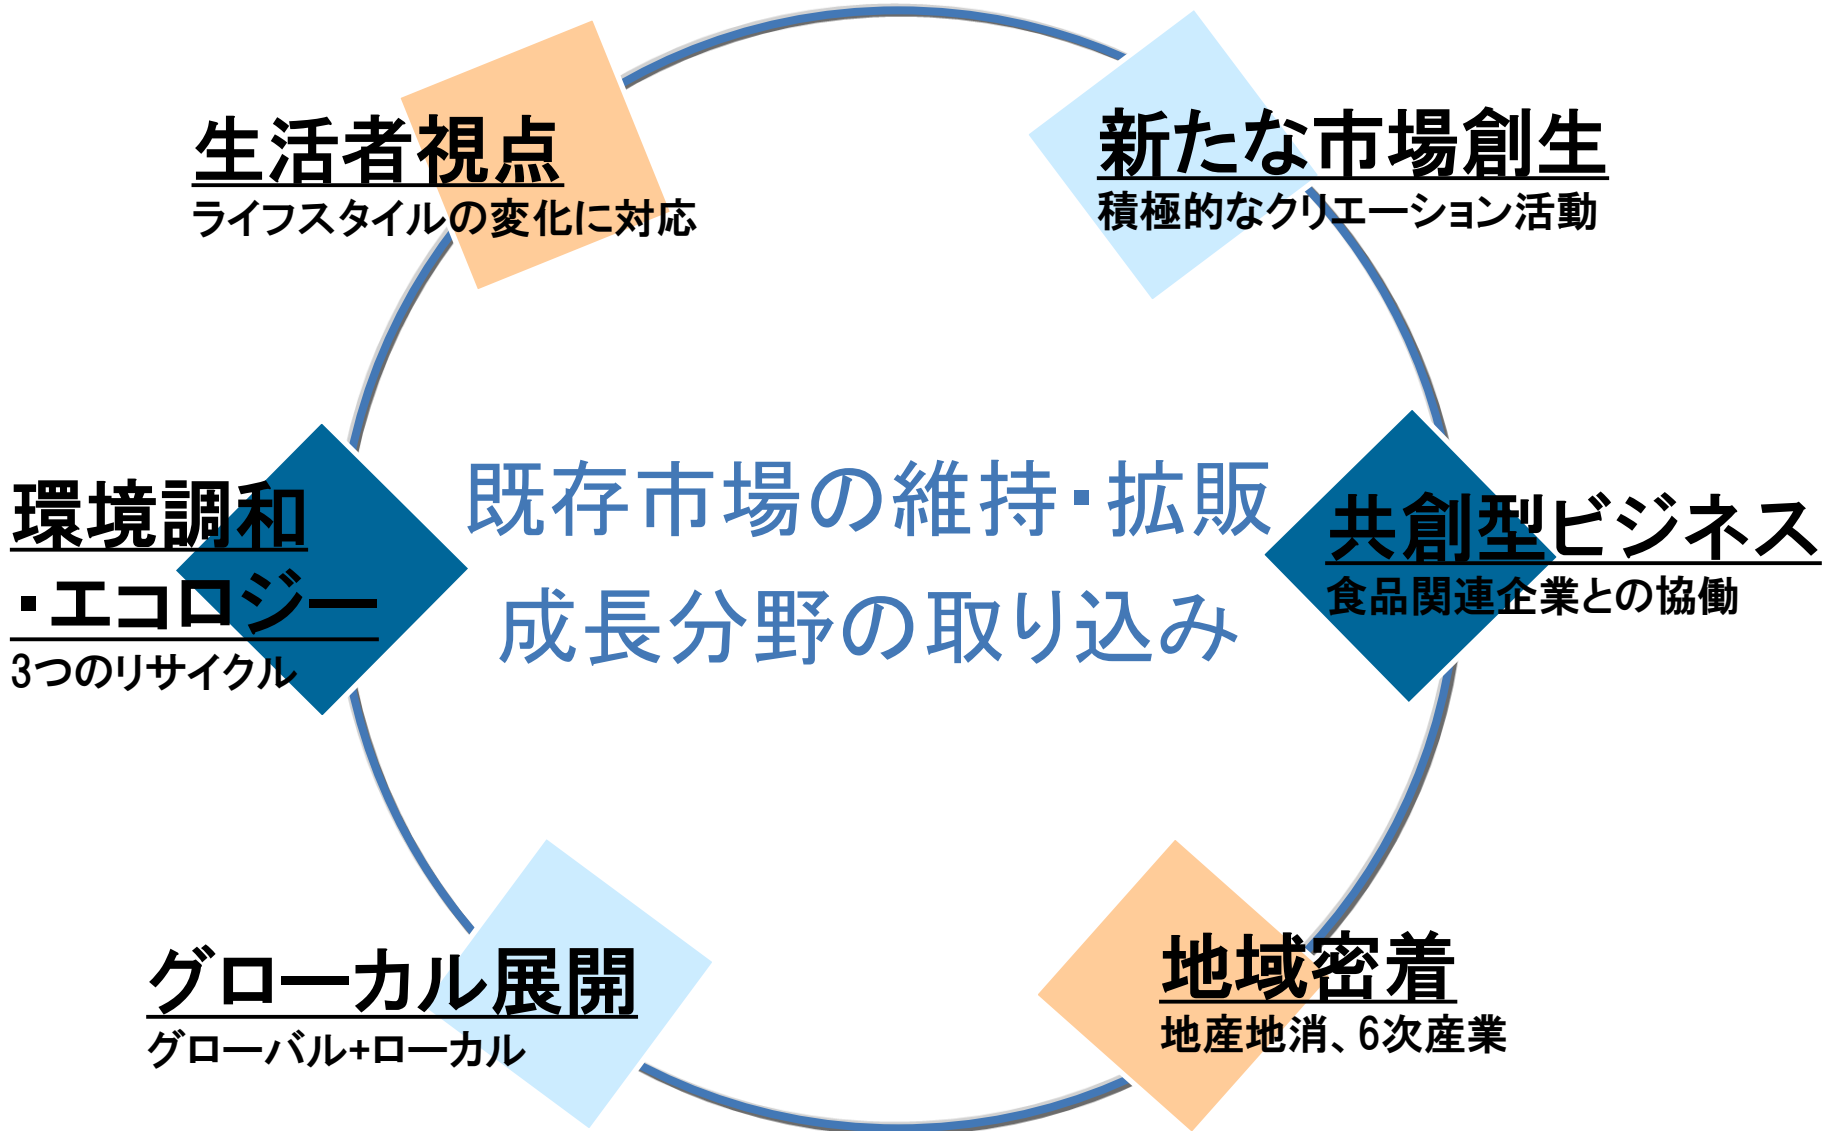 生活者視点
ライフスタイルの変化に対応
新たな市場創生
積極的なクリエーション活動
環境調和
・エコロジー
3つのリサイクル
既存市場の維持・拡販
成長分野の取り込み
共創型ビジネス
食品関連企業との協働
グローカル展開
グローバル+ローカル
地域密着
地産地消、6次産業